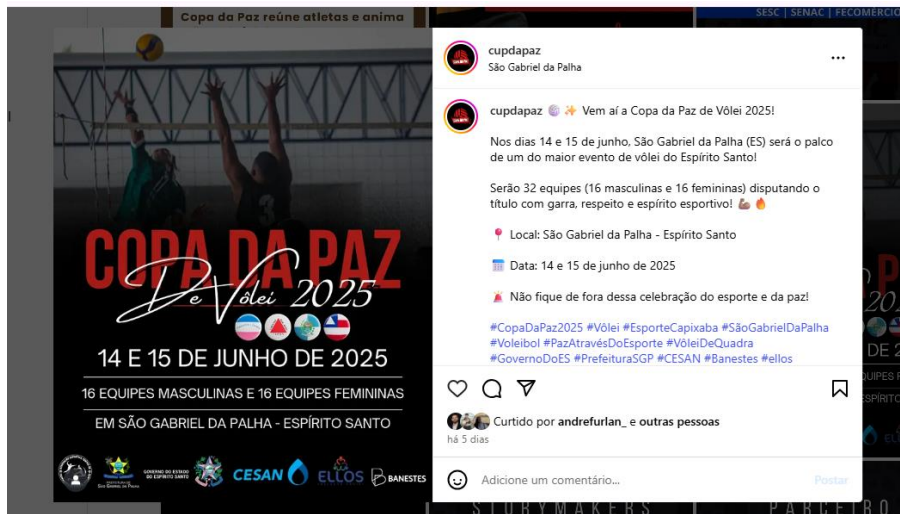 Copa da Paz reúne atletas e anima
SESC | SENAC | FECOMÉRCIO
COPA DA PAZ
De Vôlei 2025
14 E 15 DE JUNHO DE 2025
16 EQUIPES MASCULINAS E 16 EQUIPES FEMININAS
EM SÃO GABRIEL DA PALHA - ESPÍRITO SANTO
GOVERNO DO ESTADO
DO ESPÍRITO SANTO
CESAN
ELLOS
BANESTES
cupdapaz
São Gabriel da Palha
cupdapaz Vem aí a Copa da Paz de Vôlei 2025!
Nos dias 14 e 15 de junho, São Gabriel da Palha (ES) será o palco
de um do maior evento de vôlei do Espírito Santo!
Serão 32 equipes (16 masculinas e 16 femininas) disputando o
título com garra, respeito e espírito esportivo! 💪🏽 🔥
📍 Local: São Gabriel da Palha - Espírito Santo
Data: 14 e 15 de junho de 2025
🚨 Não fique de fora dessa celebração do esporte e da paz!
#CopaDaPaz2025 #Vôlei #EsporteCapixaba #SãoGabrielDaPalha
#Voleibol #PazAtravésDoEsporte #VôleiDeQuadra
#GovernoDoES #PrefeituraSGP #CESAN #Banestes #ellos
Curtido por andrefurlan_ e outras pessoas
há 5 dias
Adicione um comentário...
Postar
STORYMAKERS
PARCEIRO